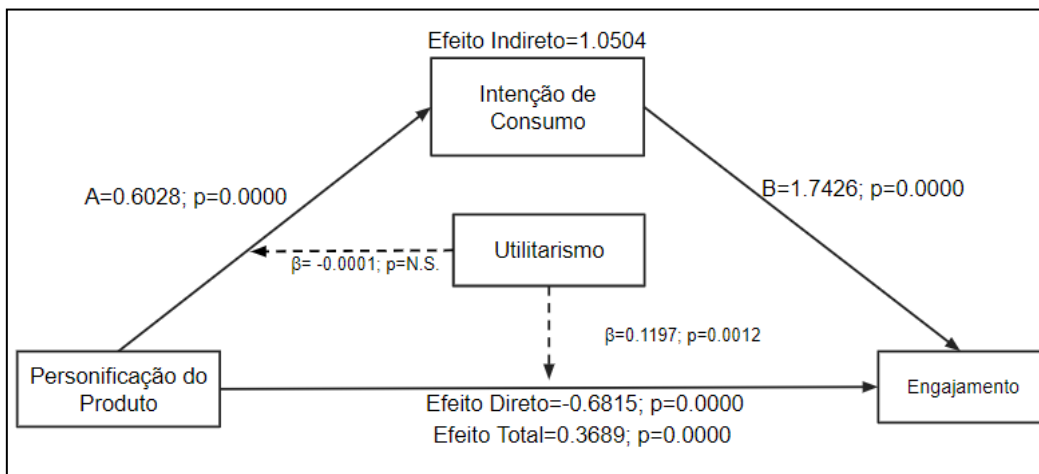 Efeito Indireto=1.0504
Intenção de
Consumo
A=0.6028; p=0.0000
B=1.7426; p=0.0000
Utilitarismo
β= -0.0001; p=N.S.
β=0.1197; p=0.0012
Personificação do
Produto
Engajamento
Efeito Direto=-0.6815; p=0.0000
Efeito Total=0.3689; p=0.0000